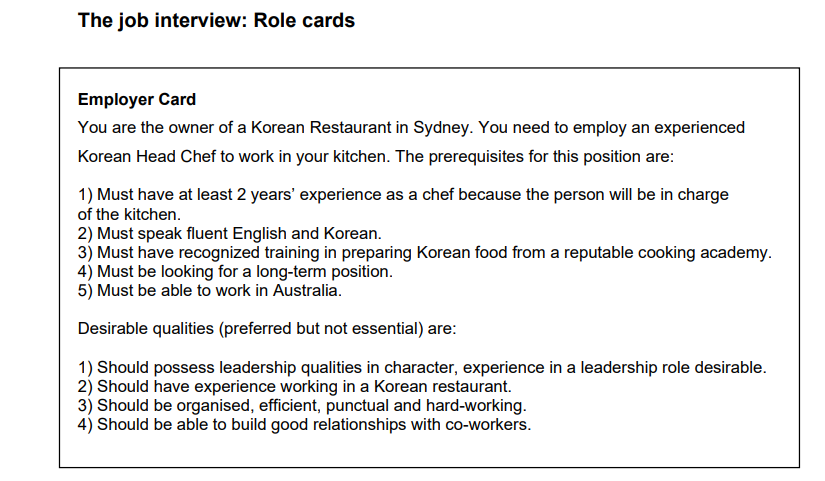 The job interview: Role cards
Employer Card
You are the owner of a Korean Restaurant in Sydney. You need to employ an experienced
Korean Head Chef to work in your kitchen. The prerequisites for this position are:
1) Must have at least 2 years’ experience as a chef because the person will be in charge
of the kitchen.
2) Must speak fluent English and Korean.
3) Must have recognized training in preparing Korean food from a reputable cooking academy.
4) Must be looking for a long-term position.
5) Must be able to work in Australia.
Desirable qualities (preferred but not essential) are:
1) Should possess leadership qualities in character, experience in a leadership role desirable.
2) Should have experience working in a Korean restaurant.
3) Should be organised, efficient, punctual and hard-working.
4) Should be able to build good relationships with co-workers.